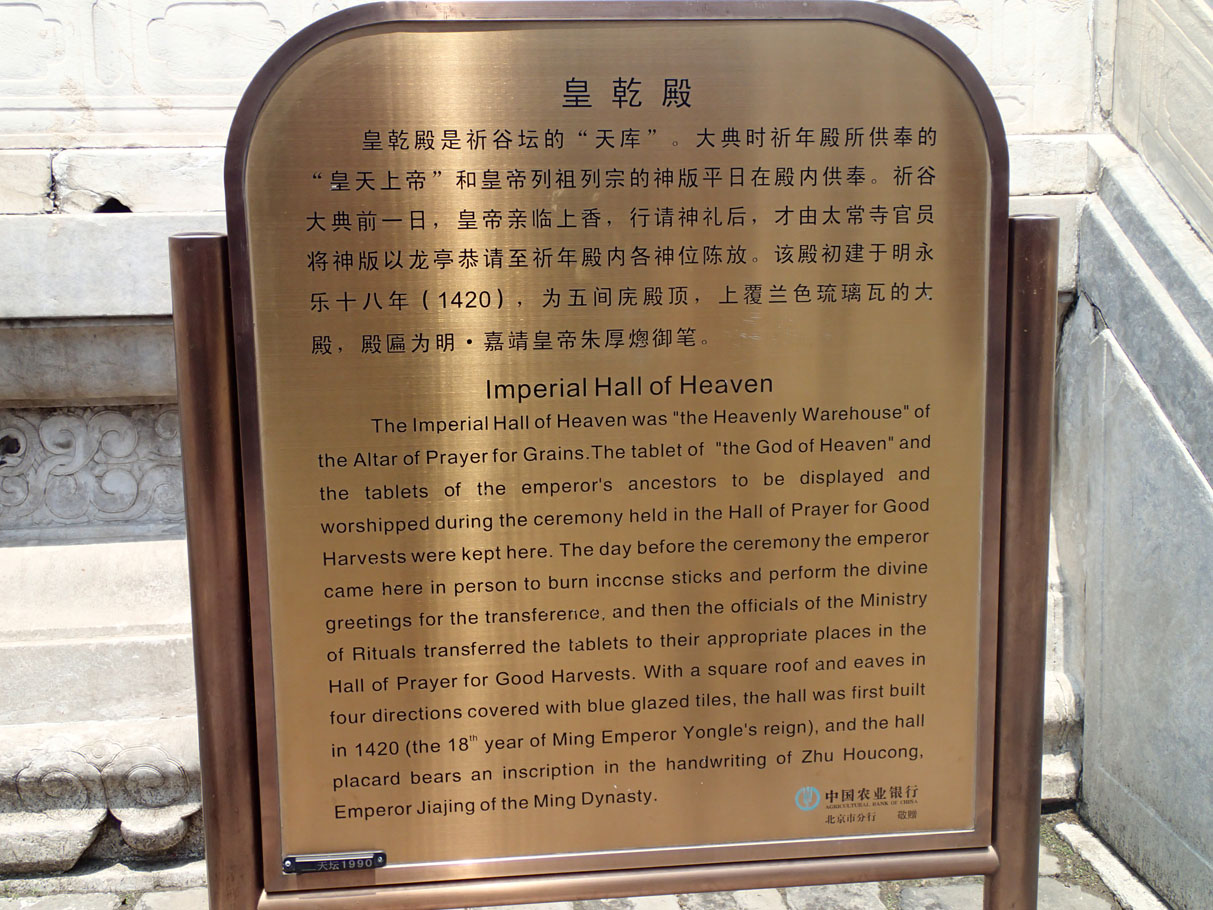 皇乾殿
皇乾殿是祈谷坛的“天库”。大典时祈年殿所供奉的
“皇天上帝”和皇帝列祖列宗的神版平日在殿内供奉。祈谷
大典前一日，皇帝亲临上香，行请神礼后，才由太常寺官员
将神版以龙亭恭请至祈年殿内各神位陈放。该殿初建于明永
乐十八年（1420），为五间庑殿顶，上覆兰色琉璃瓦的大
殿，殿匾为明·嘉靖皇帝朱厚熜御笔。
Imperial Hall of Heaven
The Imperial Hall of Heaven was "the Heavenly Warehouse" of
the Altar of Prayer for Grains.The tablet of "the God of Heaven" and
the tablets of the emperor's ancestors to be displayed and
worshipped during the ceremony held in the Hall of Prayer for Good
Harvests were kept here. The day before the ceremony the emperor
came here in person to burn inccnse sticks and perform the divine
greetings for the transference, and then the officials of the Ministry
of Rituals transferred the tablets to their appropriate places in the
Hall of Prayer for Good Harvests. With a square roof and eaves in
four directions covered with blue glazed tiles, the hall was first built
in 1420 (the 18th year of Ming Emperor Yongle's reign), and the hall
placard bears an inscription in the handwriting of Zhu Houcong,
Emperor Jiajing of the Ming Dynasty.
中国农业银行
AGRICULTURAL BANK OF CHINA
北京市分行 敬赠
天坛1990